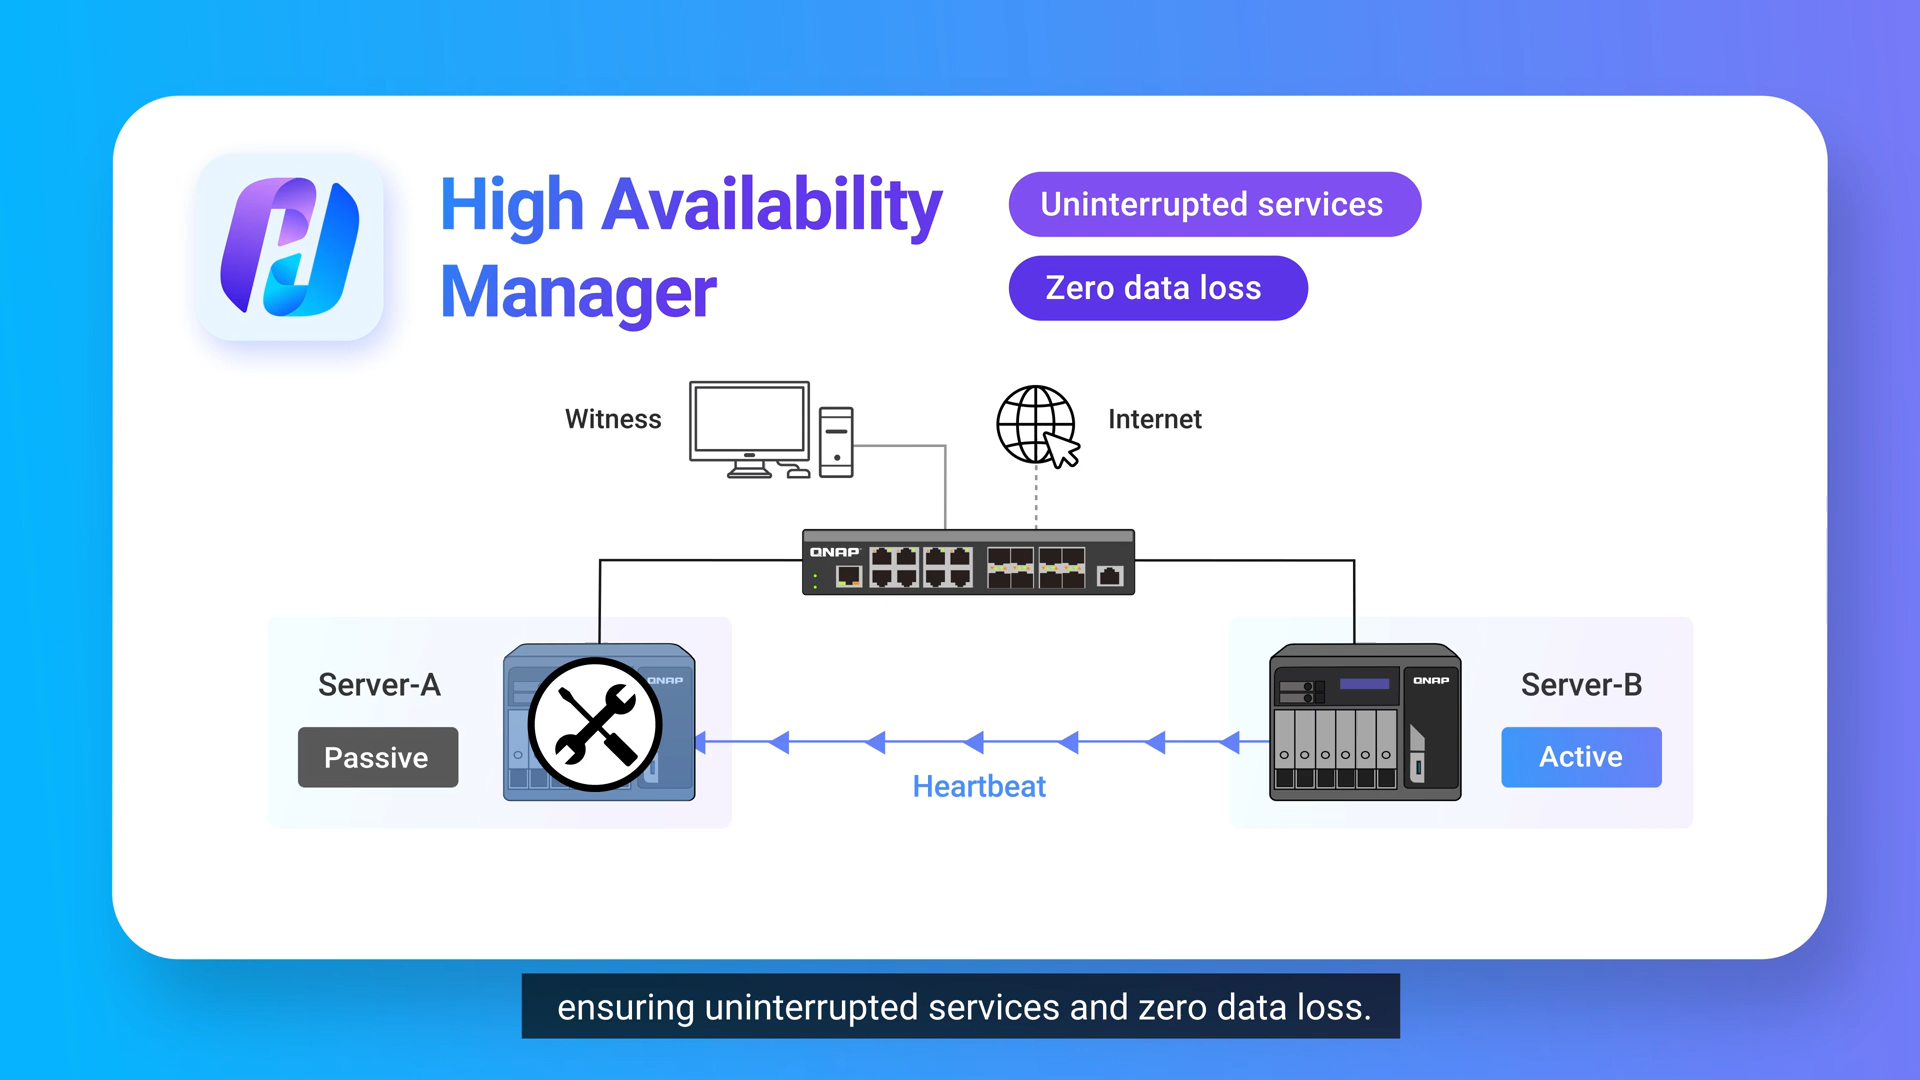 High Availability
Manager
Uninterrupted services
Zero data loss
Witness
Internet
QNAP
Server-A
Passive
QNAP
Heartbeat
QNAP
Server-B
Active
ensuring uninterrupted services and zero data loss.